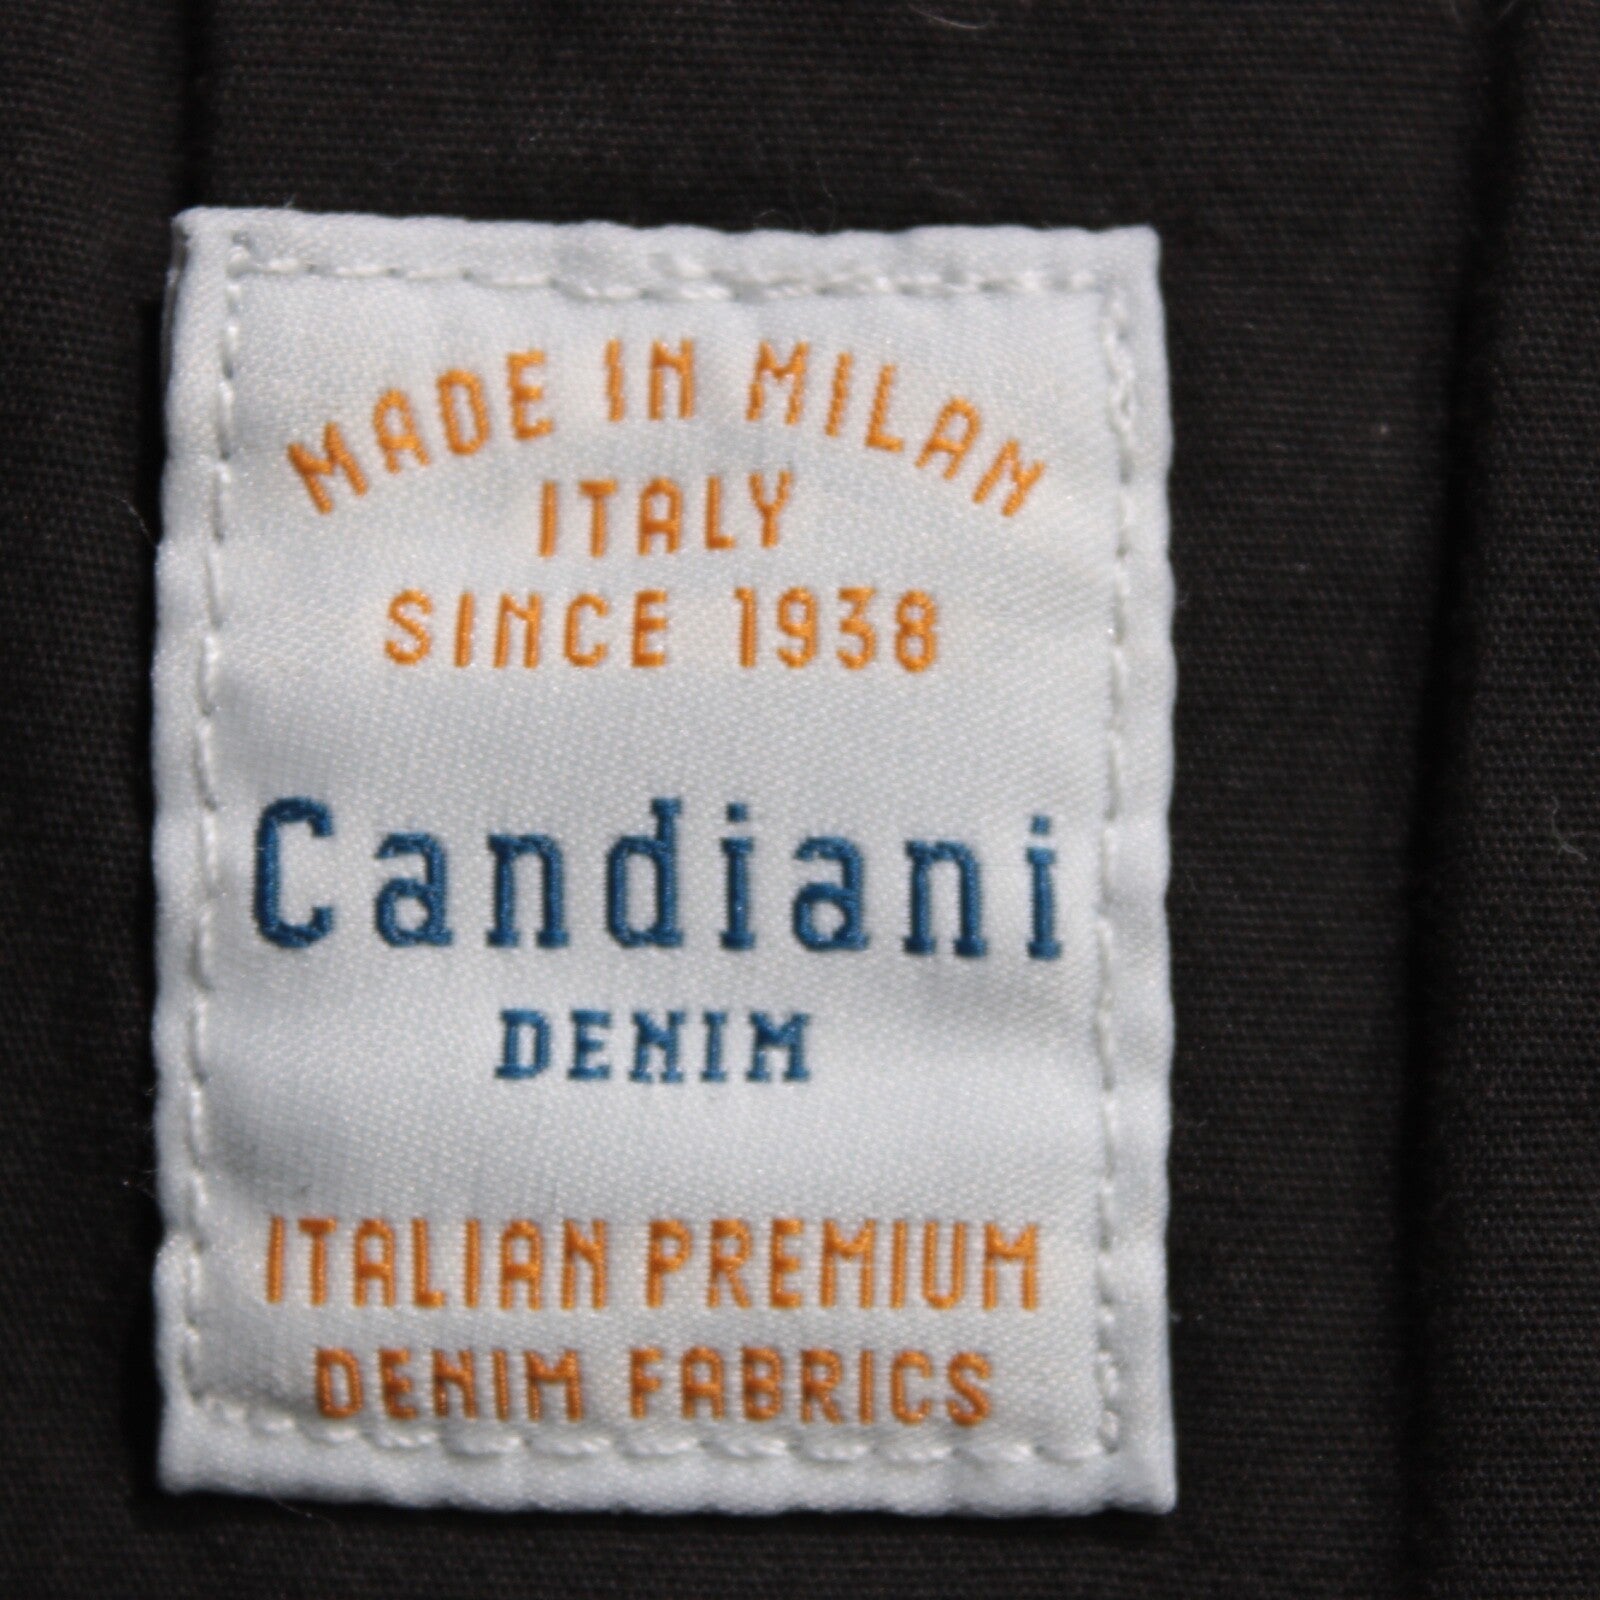 MADE IN MILAN
ITALY
SINCE 1938
Candiani
DENIM
ITALIAN PREMIUM
DENIM FABRICS